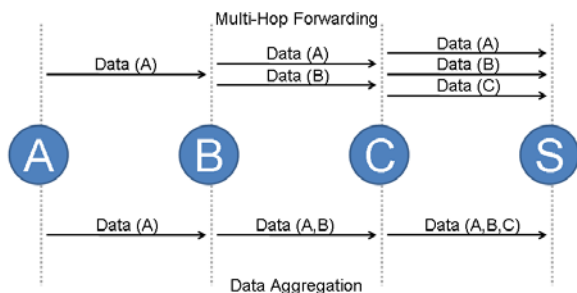 Multi-Hop Forwarding
Data (A)
Data (A)
Data (B)
Data (A)
Data (B)
Data (C)
A
B
C
S
Data (A)
Data (A,B)
Data (A,B,C)
Data Aggregation